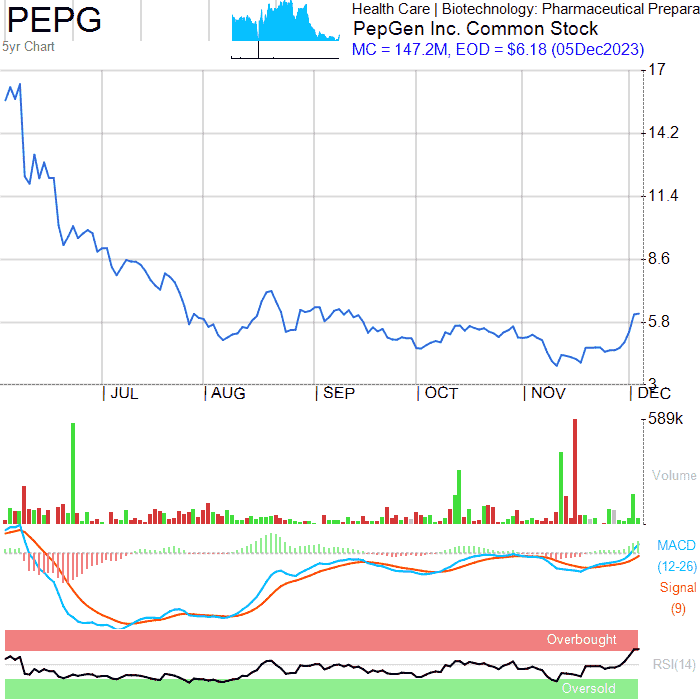 PEPG
5yr Chart
Health Care | Biotechnology: Pharmaceutical Prepara
PepGen Inc. Common Stock
MC = 147.2M, EOD = $6.18 (05Dec2023)
17
14.2
11.4
8.6
5.8
3
JUL
AUG
SEP
OCT
NOV
DEC
589k
Volume
MACD
(12-26)
Signal
(9)
Overbought
RSI(14)
Oversold